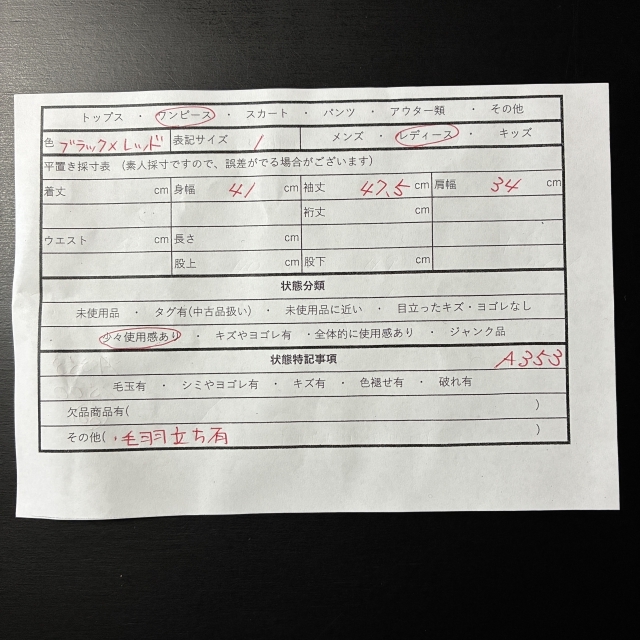 トップス ・ ワンピース ・ スカート ・ パンツ ・ アウター類 ・ その他
色 ブラック×レッド 表記サイズ / メンズ ・ レディース ・ キッズ
平置き採寸表 （素人採寸ですので、誤差がでる場合がございます）
着丈 cm 身幅 41 cm 袖丈 47.5 cm 肩幅 34 cm
裄丈 cm
ウエスト cm 長さ cm
股上 cm 股下 cm
状態分類
未使用品 ・ タグ有(中古品扱い) ・ 未使用品に近い ・ 目立ったキズ・ヨゴレなし
少々使用感あり ・ キズやヨゴレ有 ・全体的に使用感あり ・ ジャンク品
状態特記事項 A353
毛玉有 ・ シミやヨゴレ有 ・ キズ有 ・ 色褪せ有 ・ 破れ有
欠品商品有( )
その他( ・毛羽立ち有 )